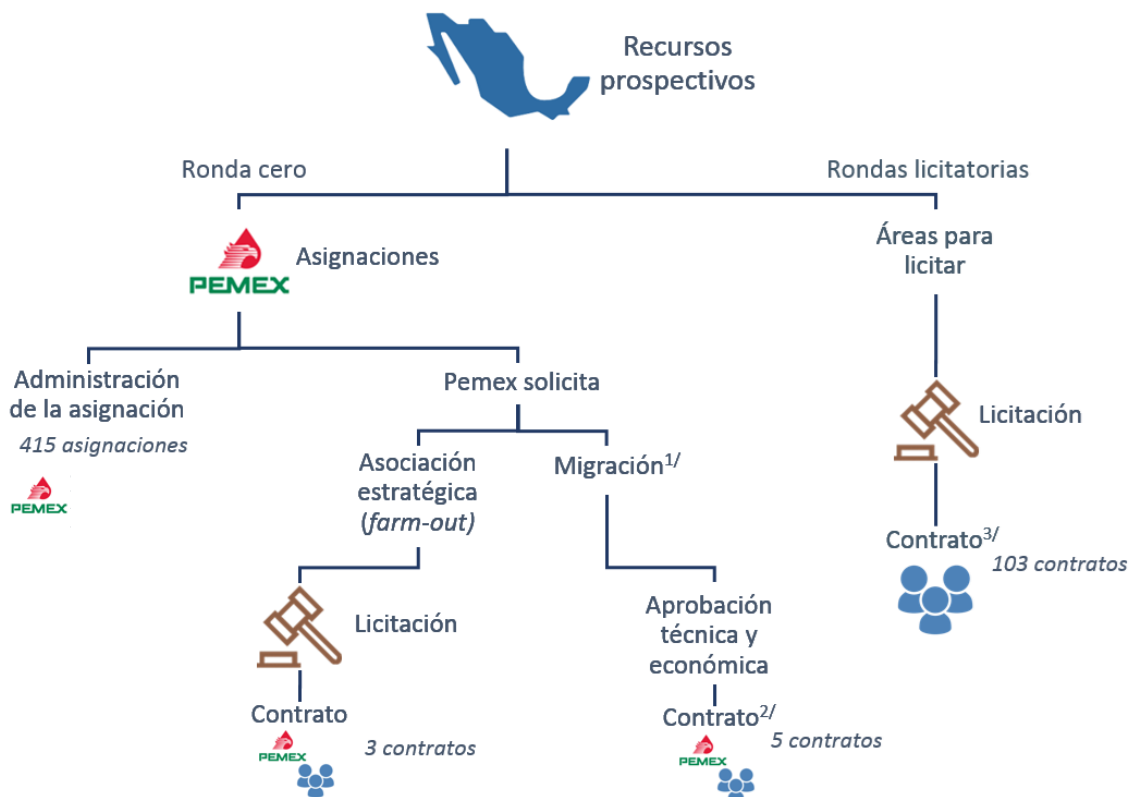 Recursos
prospectivos
Ronda cero
Rondas licitatorias
PEMEX
Asignaciones
Áreas para
licitar
Administración
de la asignación
415 asignaciones
PEMEX
Pemex solicita
Licitación
Asociación
estratégica
(farm-out)
Migración1/
Contrato3/
103 contratos
Licitación
Aprobación
técnica y
económica
Contrato
PEMEX
3 contratos
Contrato2/
PEMEX
5 contratos